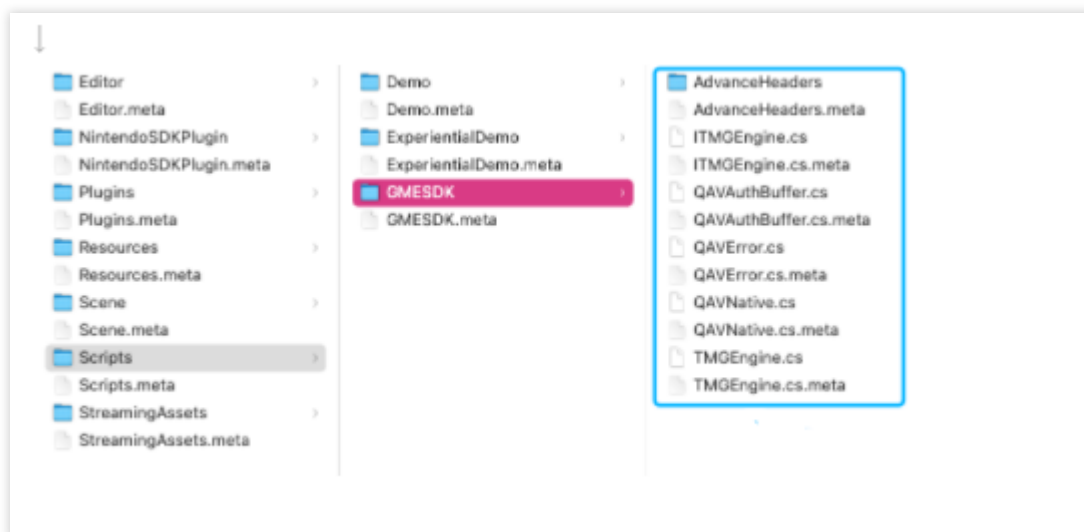 Editor
Editor.meta
NintendoSDKPlugin
NintendoSDKPlugin.meta
Plugins
Plugins.meta
Resources
Resources.meta
Scene
Scene.meta
Scripts
Scripts.meta
StreamingAssets
StreamingAssets.meta
Demo
Demo.meta
ExperientialDemo
ExperientialDemo.meta
GMESDK
GMESDK.meta
AdvanceHeaders
AdvanceHeaders.meta
ITMGEngine.cs
ITMGEngine.cs.meta
QAVAuthBuffer.cs
QAVAuthBuffer.cs.meta
QAVError.cs
QAVError.cs.meta
QAVNative.cs
QAVNative.cs.meta
TMGEngine.cs
TMGEngine.cs.meta